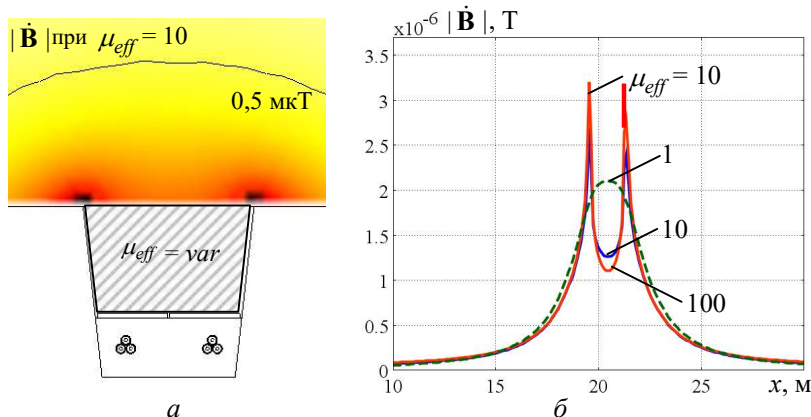 |Ḃ| при μeff = 10
0,5 мкТ
μeff = var
а
x10-6 |Ḃ|, Т
3.5
3
2.5
2
1.5
1
0.5
0
10
15
20
25
x, м
μeff = 10
1
10
100
б